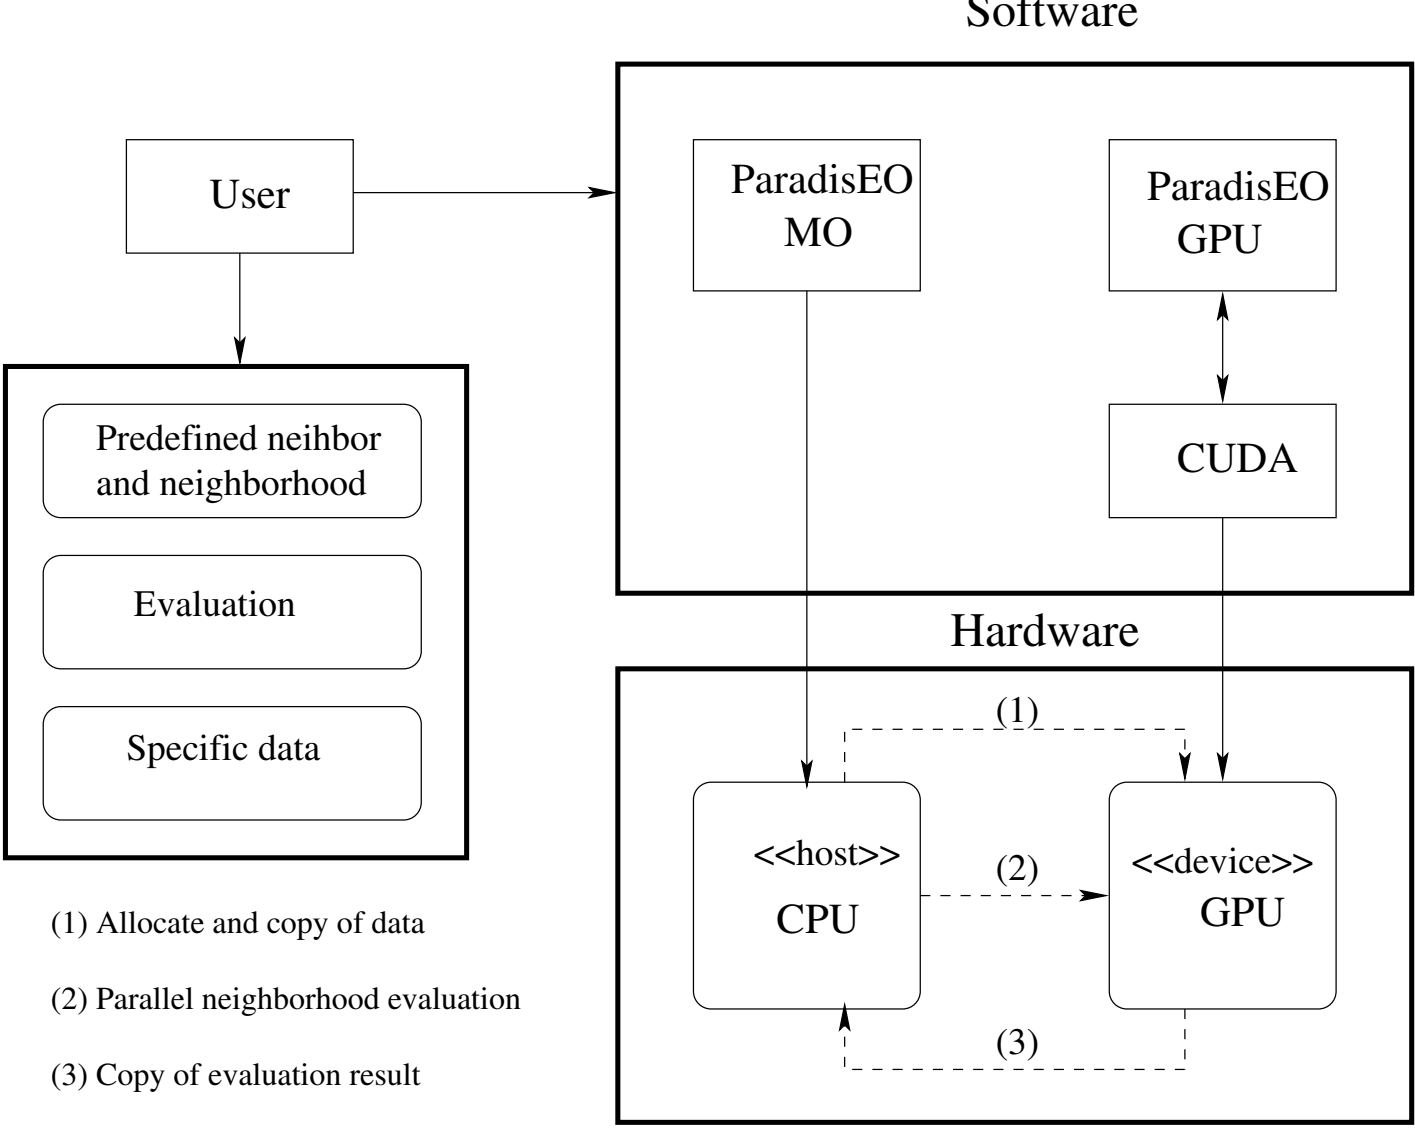 Software
User
ParadisEO
MO
ParadisEO
GPU
CUDA
Predefined neihbor
and neighborhood
Evaluation
Specific data
Hardware
(1)
<<host>>
CPU
(2)
<<device>>
GPU
(3)
(1) Allocate and copy of data
(2) Parallel neighborhood evaluation
(3) Copy of evaluation result